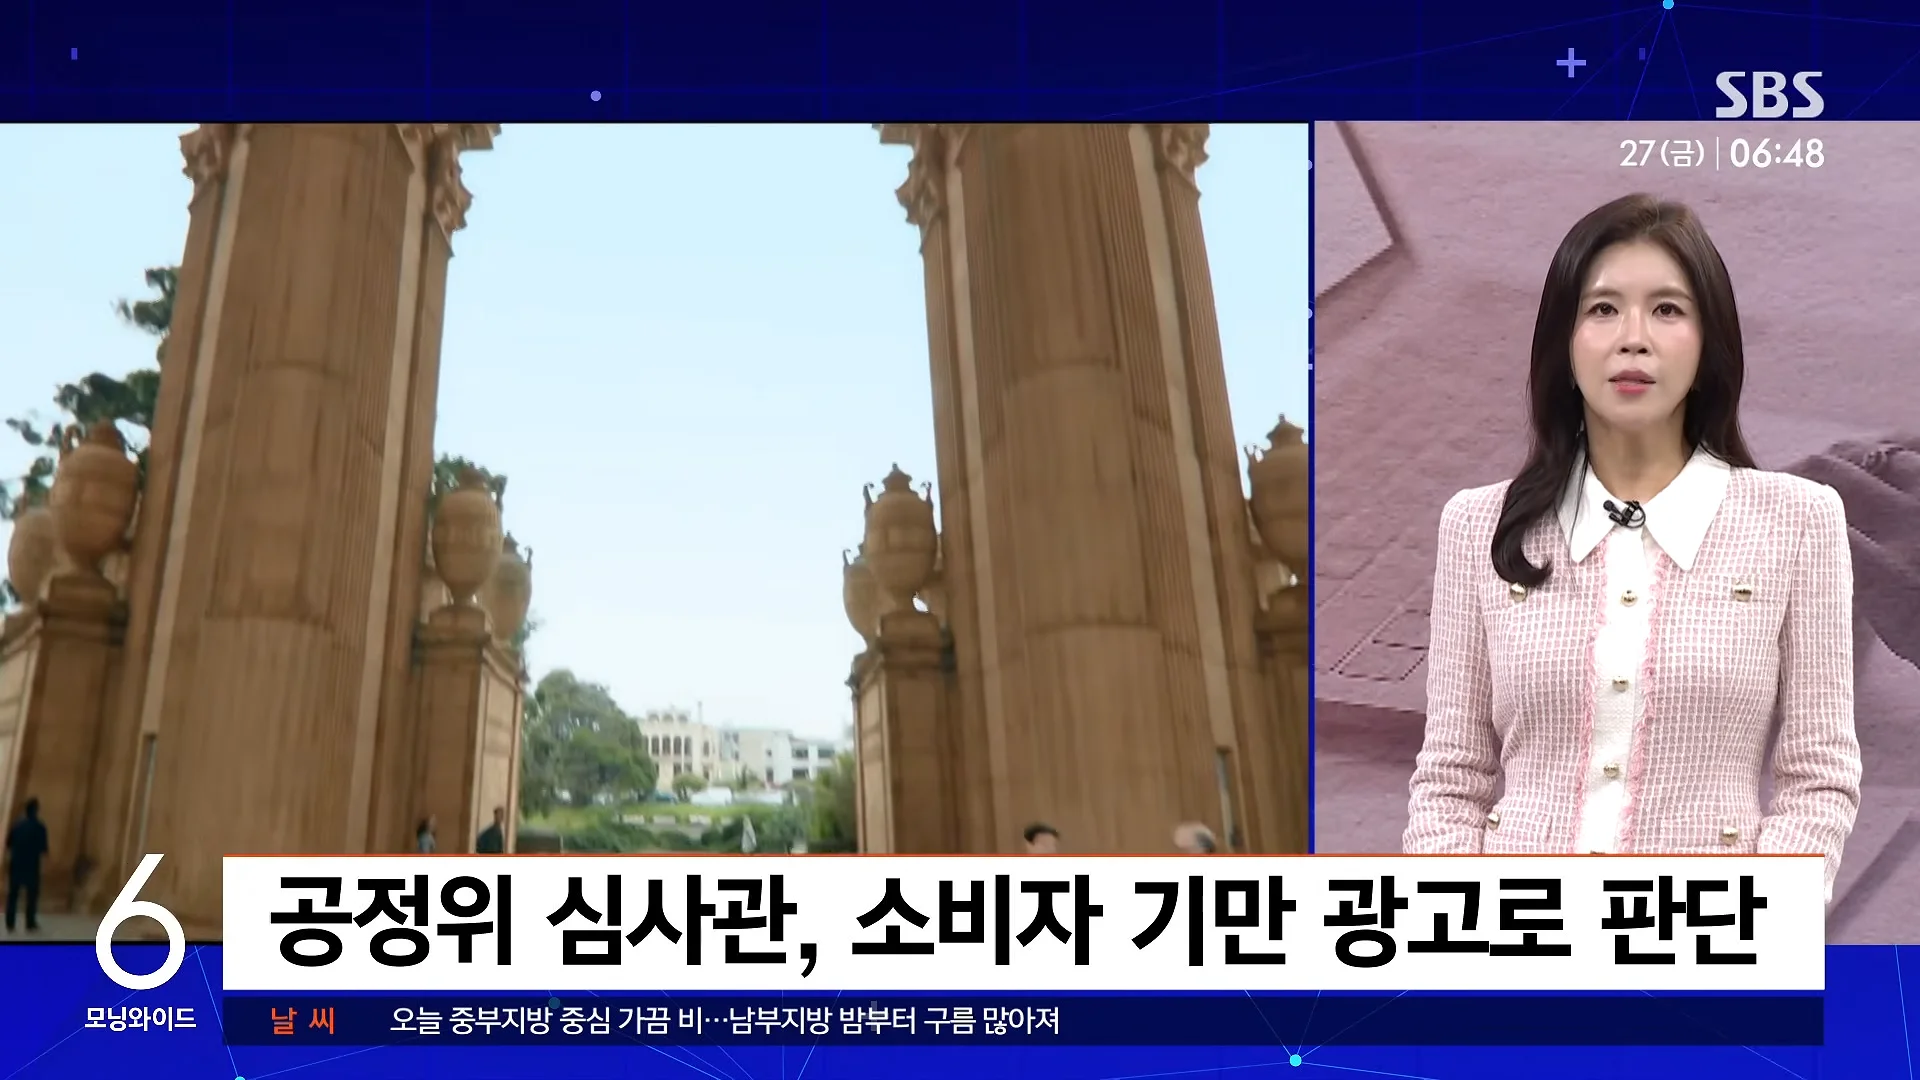 SBS
27(금) | 06:48
공정위 심사관, 소비자 기만 광고로 판단
6
모닝와이드
날씨 오늘 중부지방 중심 가끔 비…남부지방 밤부터 구름 많아져